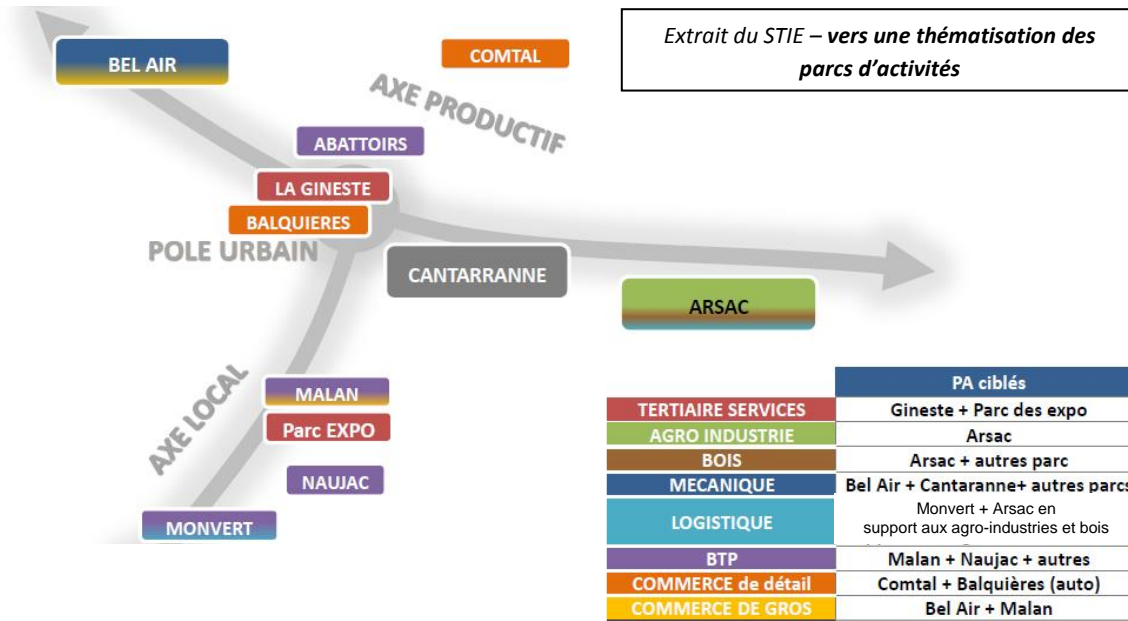 Extrait du STIE – vers une thématisation des
parcs d'activités
BEL AIR
COMTAL
AXE PRODUCTIF
ABATTOIRS
LA GINESTE
BALQUIERES
POLE URBAIN
CANTARRANNE
ARSAC
AXE LOCAL
MALAN
Parc EXPO
NAUJAC
MONVERT
PA ciblés
TERTIAIRE SERVICES Gineste + Parc des expo
AGRO INDUSTRIE Arsac
BOIS Arsac + autres parc
MECANIQUE Bel Air + Cantaranne+ autres parcs
LOGISTIQUE Monvert + Arsac en
support aux agro-industries et bois
BTP Malan + Naujac + autres
COMMERCE de détail Comtal + Balquières (auto)
COMMERCE DE GROS Bel Air + Malan